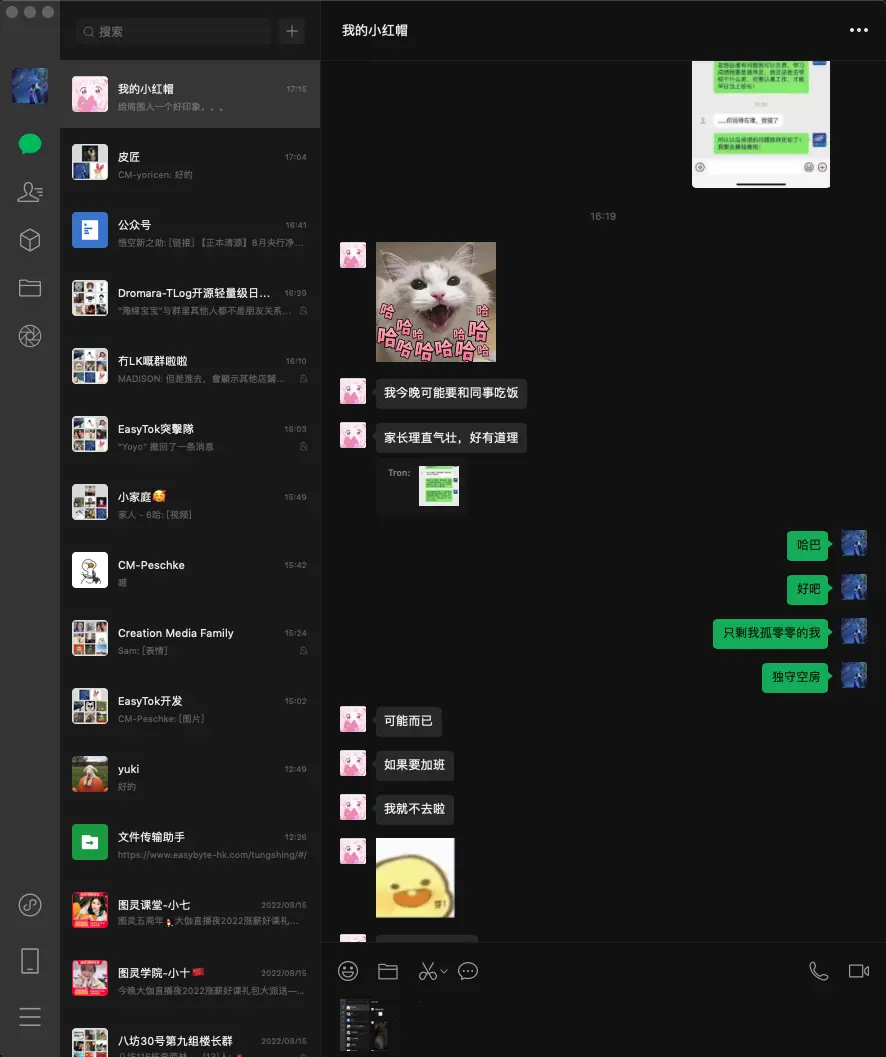 搜索
我的小红帽
17:15
给周围人一个好印象。。。
皮匠
17:04
CM-yoricen: 好的
公众号
16:41
悟空新之助: [链接] 【正本清源】8月央行净...
Dromara-TLog开源轻量级日...
16:29
"海绵宝宝"与群里其他人都不是朋友关系...
冇LK嘅群啦啦
16:10
MADISON: 但是進去，會顯示其他店鋪...
EasyTok突擊隊
16:03
"Yoyo" 撤回了一条消息
小家庭🥰
15:49
家人 - 6哈: [视频]
CM-Peschke
15:42
哦
Creation Media Family
15:24
Sam: [表情]
EasyTok开发
15:02
CM-Peschke: [图片]
yuki
12:49
好的
文件传输助手
12:26
https://www.easybyte-hk.com/tungshing/#/
图灵课堂-小七
2022/08/15
图灵五周年💃大伽直播夜2022涨薪好课礼...
图灵学院-小十🇨🇳
2022/08/15
今晚大伽直播夜2022涨薪好课礼包大派送—...
八坊30号第九组楼长群
2022/08/15
我的小红帽
16:19
哈哈哈哈哈哈哈哈哈哈哈
我今晚可能要和同事吃饭
家长理直气壮，好有道理
Tron:
哈巴
好吧
只剩我孤零零的我
独守空房
可能而已
如果要加班
我就不去啦